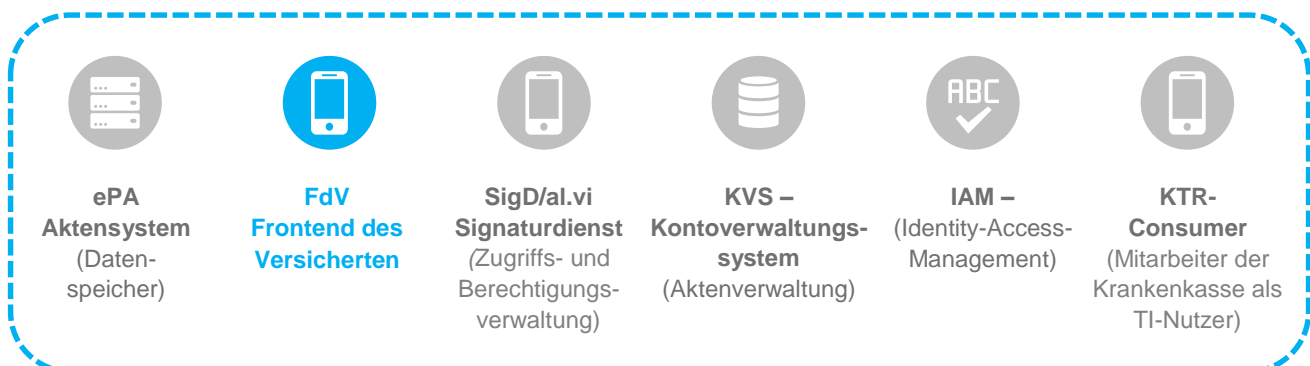 ABC
ePA
Aktensystem
(Daten-
speicher)
FdV
Frontend des
Versicherten
SigD/al.vi
Signaturdienst
(Zugriffs- und
Berechtigungs-
verwaltung)
KVS –
Kontoverwaltungs-
system
(Aktenverwaltung)
IAM –
(Identity-Access-
Management)
KTR-
Consumer
(Mitarbeiter der
Krankenkasse als
TI-Nutzer)